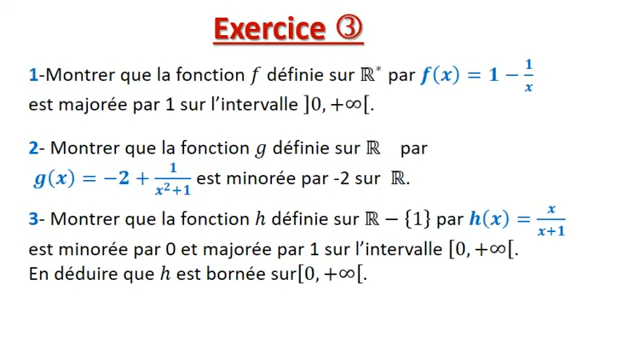 Exercice ③
1-Montrer que la fonction f définie sur ℝ* par f(x) = 1 − 1/x
est majorée par 1 sur l'intervalle ]0, +∞[.
2- Montrer que la fonction g définie sur ℝ par
g(x) = −2 + 1/(x²+1) est minorée par -2 sur ℝ.
3- Montrer que la fonction h définie sur ℝ − {1} par h(x) = x/(x+1)
est minorée par 0 et majorée par 1 sur l'intervalle [0, +∞[.
En déduire que h est bornée sur[0, +∞[.